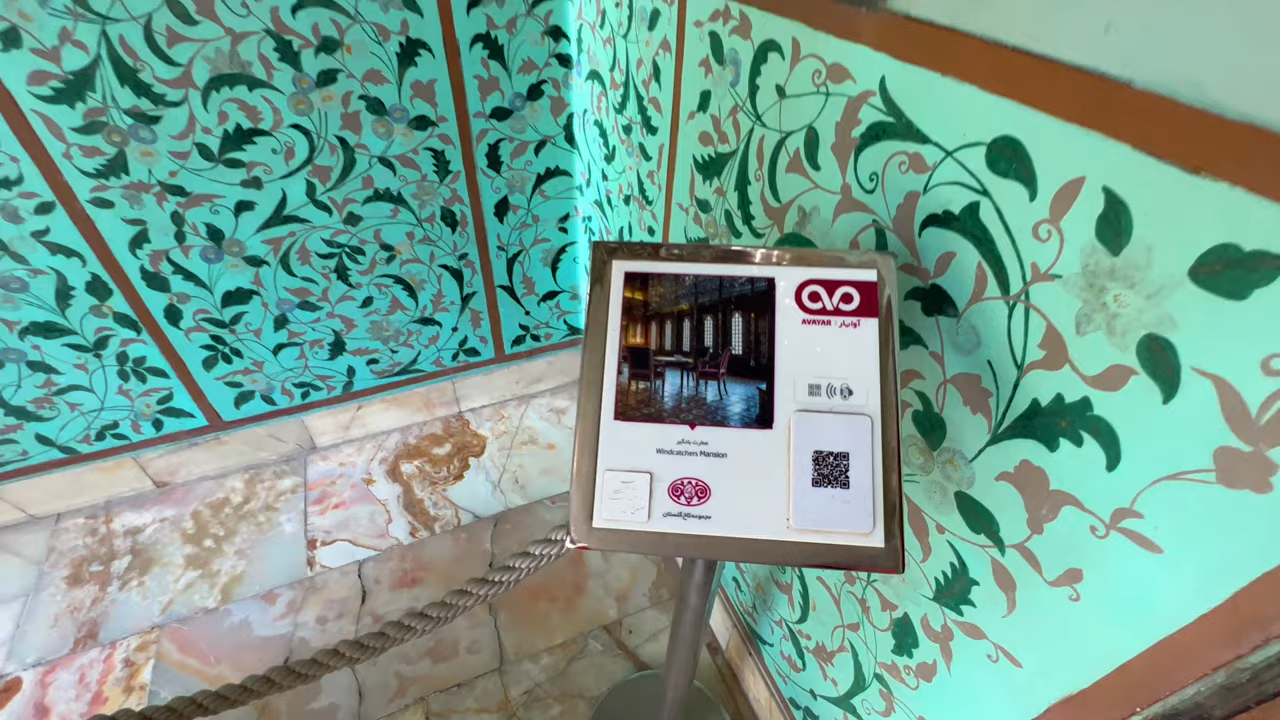 AVAYAR : آوایار
عمارت بادگیر
Windcatchers Mansion
مجموعه کاخ گلستان